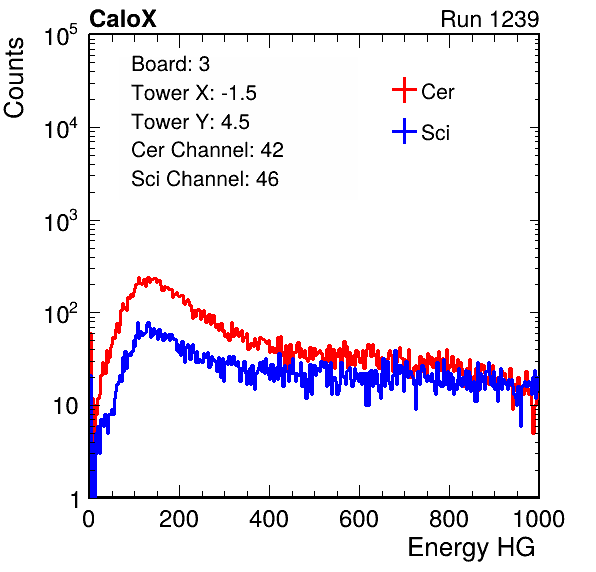 CaloX Run 1239
Counts
Board: 3
Tower X: -1.5
Tower Y: 4.5
Cer Channel: 42
Sci Channel: 46
Cer
Sci
10^5
10^4
10^3
10^2
10
1
0 200 400 600 800 1000
Energy HG